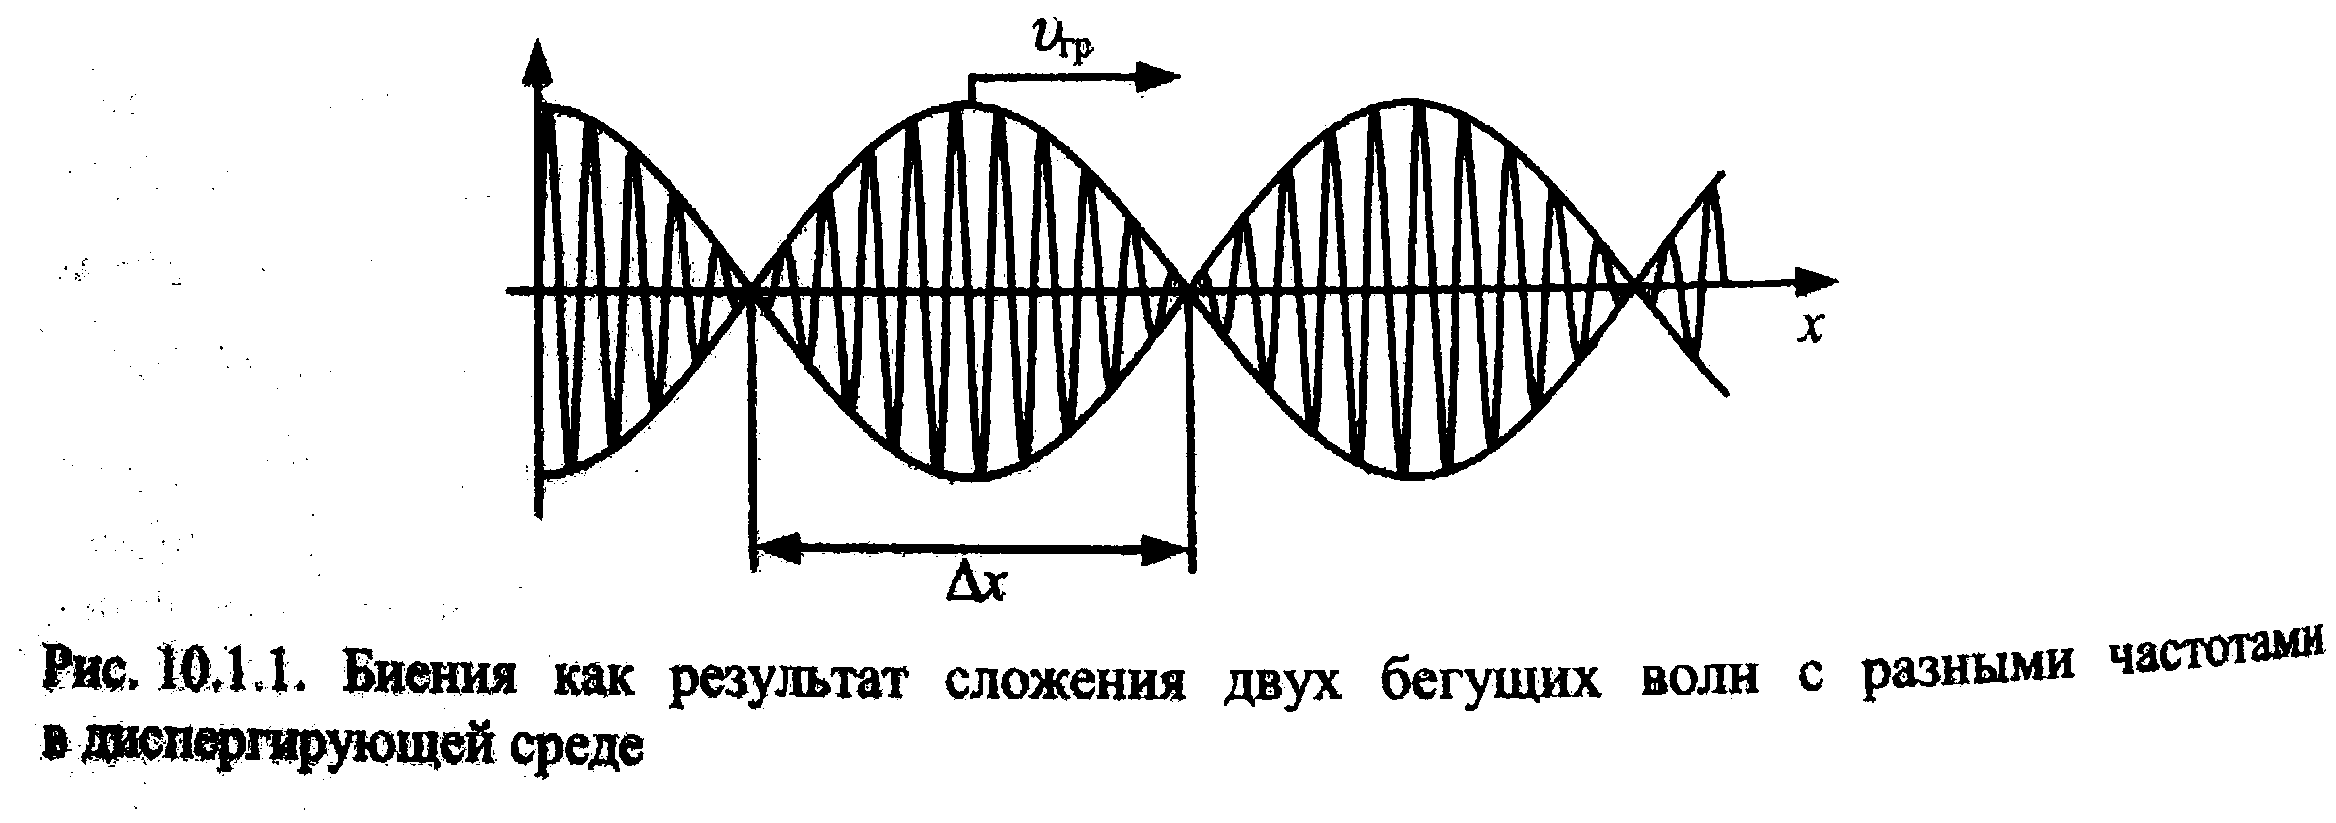 υгр
x
Δx
Рис. 10.1.1. Биения как результат сложения двух бегущих волн с разными частотами
в диспергирующей среде